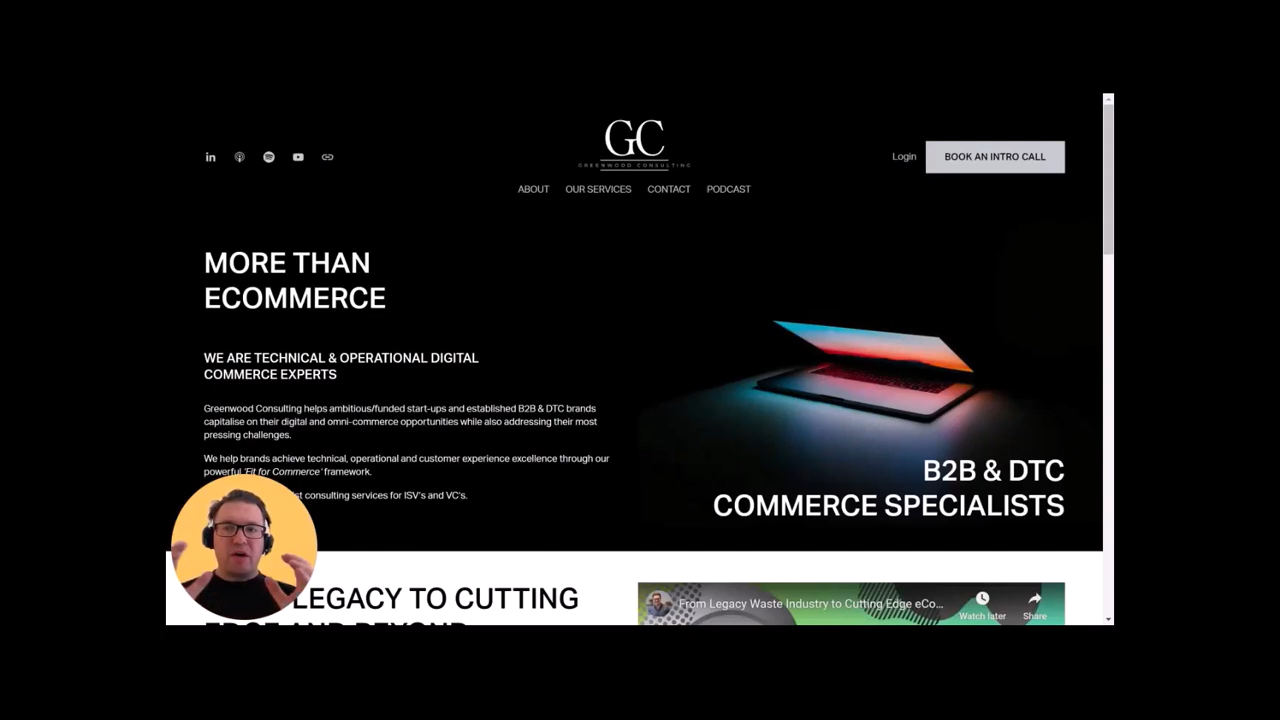 GC
GREENWOOD CONSULTING
Login
BOOK AN INTRO CALL
ABOUT
OUR SERVICES
CONTACT
PODCAST
MORE THAN
ECOMMERCE
WE ARE TECHNICAL & OPERATIONAL DIGITAL
COMMERCE EXPERTS
Greenwood Consulting helps ambitious/funded start-ups and established B2B & DTC brands
capitalise on their digital and omni-commerce opportunities while also addressing their most
pressing challenges.
We help brands achieve technical, operational and customer experience excellence through our
powerful 'Fit for Commerce' framework.
consulting services for ISV's and VC's.
B2B & DTC
COMMERCE SPECIALISTS
LEGACY TO CUTTING
EDGE AND BEYOND
From Legacy Waste Industry to Cutting Edge eCo...
Watch later
Share